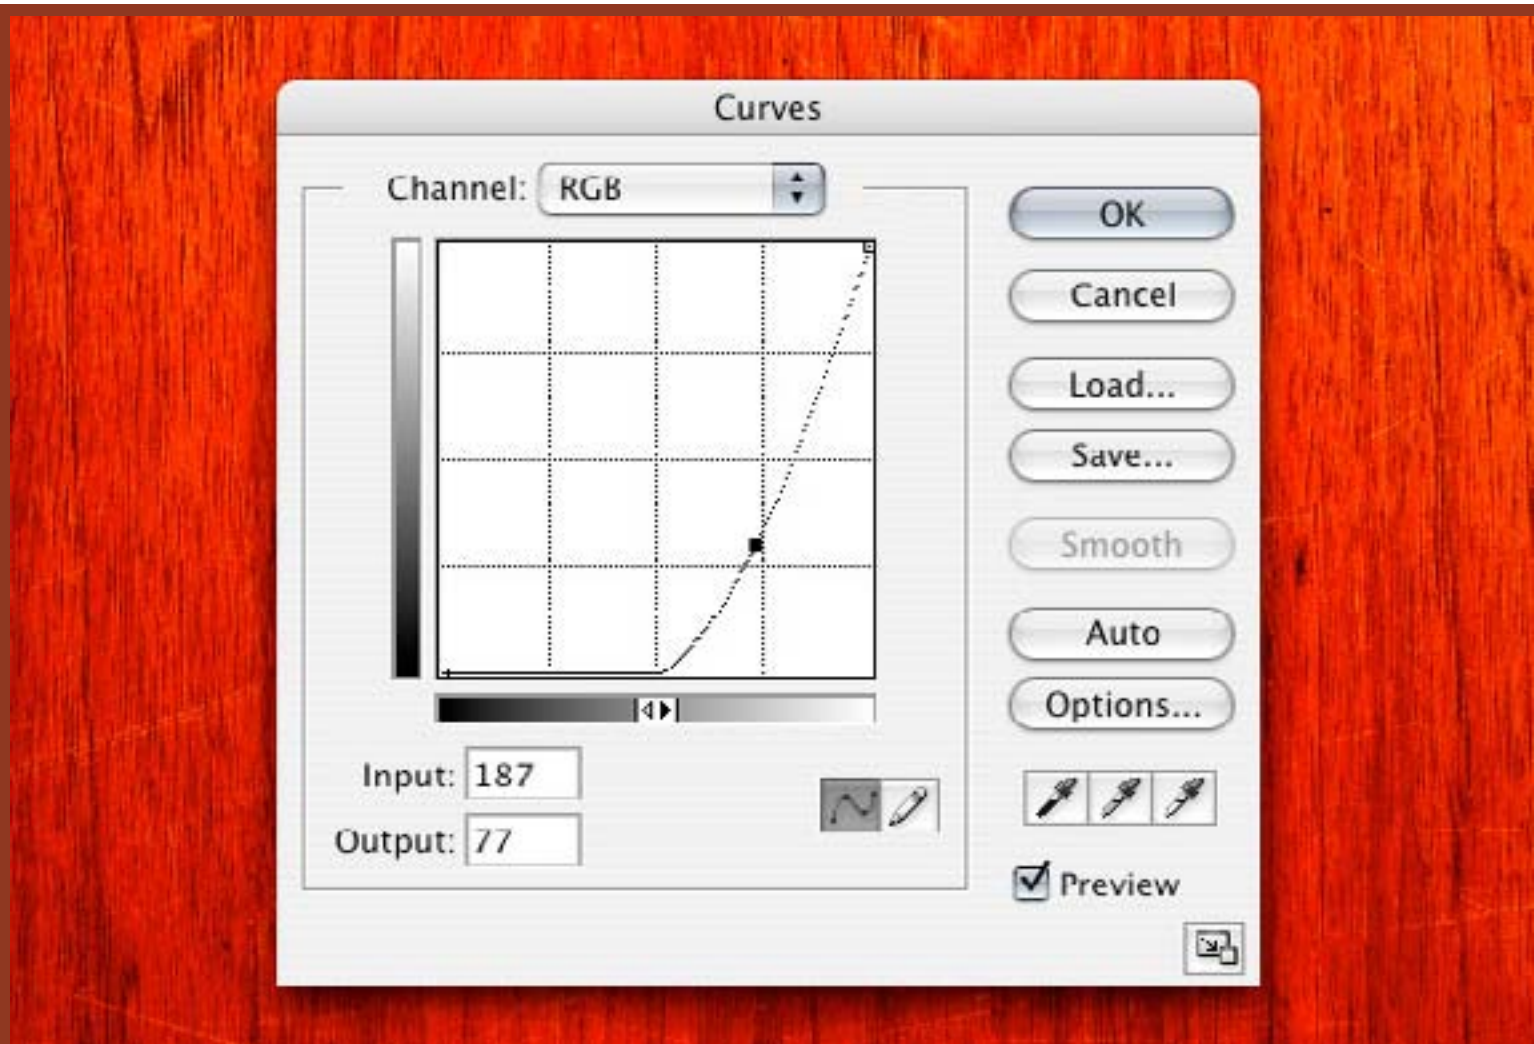 Curves
Channel: RGB
OK
Cancel
Load...
Save...
Smooth
Auto
Options...
Input: 187
Output: 77
Preview